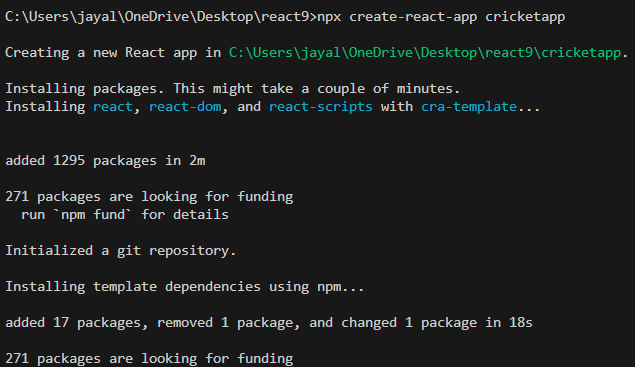 C:\Users\jayal\OneDrive\Desktop\react9>npx create-react-app cricketapp
Creating a new React app in C:\Users\jayal\OneDrive\Desktop\react9\cricketapp.
Installing packages. This might take a couple of minutes.
Installing react, react-dom, and react-scripts with cra-template...
added 1295 packages in 2m
271 packages are looking for funding
  run `npm fund` for details
Initialized a git repository.
Installing template dependencies using npm...
added 17 packages, removed 1 package, and changed 1 package in 18s
271 packages are looking for funding